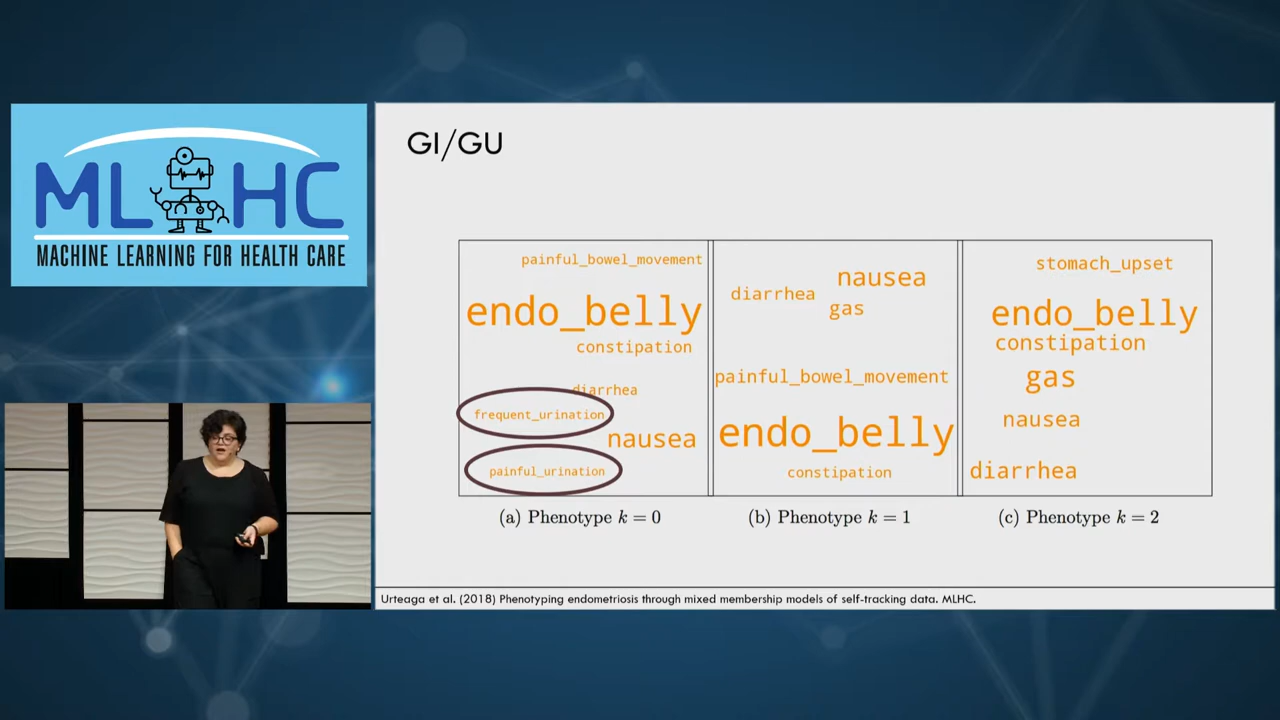 MLHC
MACHINE LEARNING FOR HEALTH CARE
GI/GU
painful_bowel_movement
endo_belly
constipation
diarrhea
frequent_urination
nausea
painful_urination
(a) Phenotype k = 0
nausea
diarrhea
gas
painful_bowel_movement
endo_belly
constipation
(b) Phenotype k = 1
stomach_upset
endo_belly
constipation
gas
nausea
diarrhea
(c) Phenotype k = 2
Urteaga et al. (2018) Phenotyping endometriosis through mixed membership models of self-tracking data. MLHC.